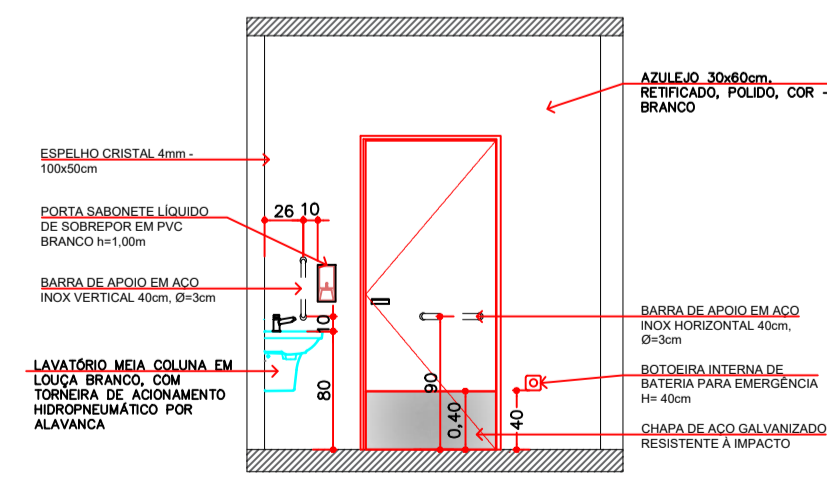 AZULEJO 30x60cm,
RETIFICADO, POLIDO, COR -
BRANCO
ESPELHO CRISTAL 4mm -
100x50cm
PORTA SABONETE LÍQUIDO
DE SOBREPOR EM PVC
BRANCO h=1,00m
26 10
BARRA DE APOIO EM AÇO
INOX VERTICAL 40cm, Ø=3cm
10
BARRA DE APOIO EM AÇO
INOX HORIZONTAL 40cm,
Ø=3cm
LAVATÓRIO MEIA COLUNA EM
LOUÇA BRANCO, COM
TORNEIRA DE ACIONAMENTO
HIDROPNEUMÁTICO POR
ALAVANCA
80
90
0,40
40
BOTOEIRA INTERNA DE
BATERIA PARA EMERGÊNCIA
H= 40cm
CHAPA DE AÇO GALVANIZADO
RESISTENTE À IMPACTO